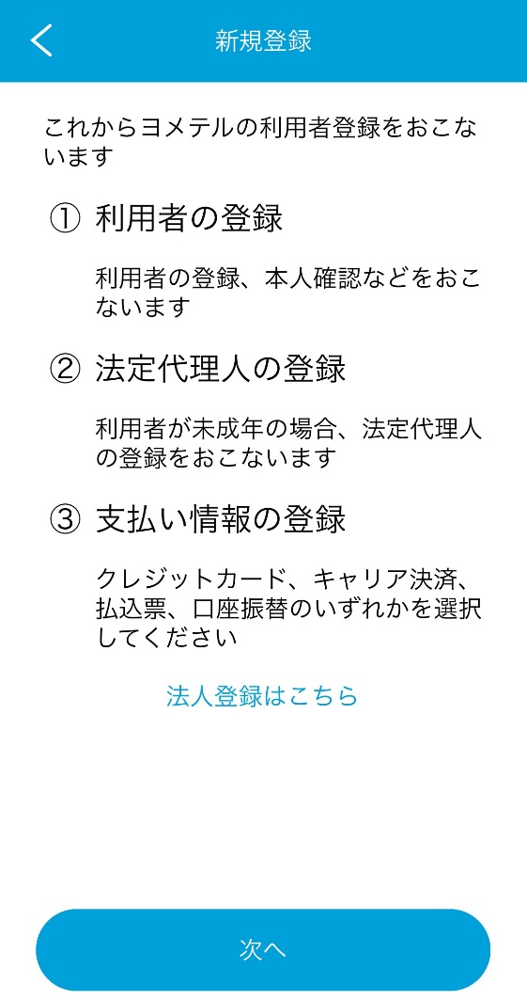 新規登録
これからヨメテルの利用者登録をおこな
います
① 利用者の登録
利用者の登録、本人確認などをおこ
ないます
② 法定代理人の登録
利用者が未成年の場合、法定代理人
の登録をおこないます
③ 支払い情報の登録
クレジットカード、キャリア決済、
払込票、口座振替のいずれかを選択
してください
法人登録はこちら
次へ